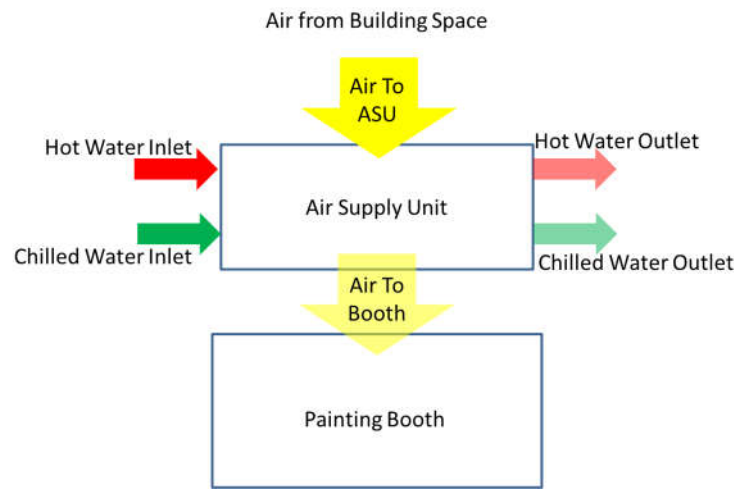 Air from Building Space
Air To
ASU
Hot Water Inlet
Hot Water Outlet
Air Supply Unit
Chilled Water Inlet
Chilled Water Outlet
Air To
Booth
Painting Booth